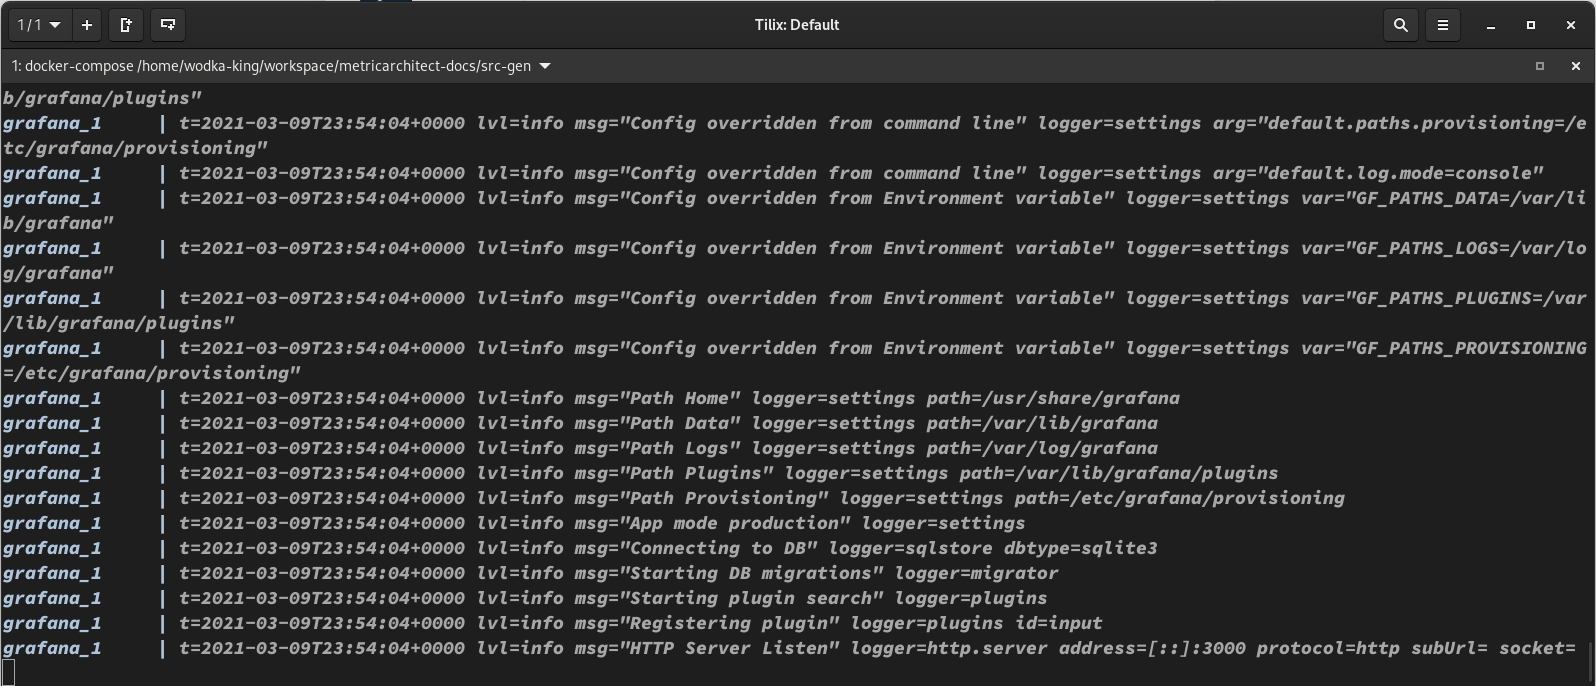 1 / 1
Tilix: Default
1: docker-compose /home/wodka-king/workspace/metricarchitect-docs/src-gen
b/grafana/plugins"
grafana_1     | t=2021-03-09T23:54:04+0000 lvl=info msg="Config overridden from command line" logger=settings arg="default.paths.provisioning=/e
tc/grafana/provisioning"
grafana_1     | t=2021-03-09T23:54:04+0000 lvl=info msg="Config overridden from command line" logger=settings arg="default.log.mode=console"
grafana_1     | t=2021-03-09T23:54:04+0000 lvl=info msg="Config overridden from Environment variable" logger=settings var="GF_PATHS_DATA=/var/li
b/grafana"
grafana_1     | t=2021-03-09T23:54:04+0000 lvl=info msg="Config overridden from Environment variable" logger=settings var="GF_PATHS_LOGS=/var/lo
g/grafana"
grafana_1     | t=2021-03-09T23:54:04+0000 lvl=info msg="Config overridden from Environment variable" logger=settings var="GF_PATHS_PLUGINS=/var
/lib/grafana/plugins"
grafana_1     | t=2021-03-09T23:54:04+0000 lvl=info msg="Config overridden from Environment variable" logger=settings var="GF_PATHS_PROVISIONING
=/etc/grafana/provisioning"
grafana_1     | t=2021-03-09T23:54:04+0000 lvl=info msg="Path Home" logger=settings path=/usr/share/grafana
grafana_1     | t=2021-03-09T23:54:04+0000 lvl=info msg="Path Data" logger=settings path=/var/lib/grafana
grafana_1     | t=2021-03-09T23:54:04+0000 lvl=info msg="Path Logs" logger=settings path=/var/log/grafana
grafana_1     | t=2021-03-09T23:54:04+0000 lvl=info msg="Path Plugins" logger=settings path=/var/lib/grafana/plugins
grafana_1     | t=2021-03-09T23:54:04+0000 lvl=info msg="Path Provisioning" logger=settings path=/etc/grafana/provisioning
grafana_1     | t=2021-03-09T23:54:04+0000 lvl=info msg="App mode production" logger=settings
grafana_1     | t=2021-03-09T23:54:04+0000 lvl=info msg="Connecting to DB" logger=sqlstore dbtype=sqlite3
grafana_1     | t=2021-03-09T23:54:04+0000 lvl=info msg="Starting DB migrations" logger=migrator
grafana_1     | t=2021-03-09T23:54:04+0000 lvl=info msg="Starting plugin search" logger=plugins
grafana_1     | t=2021-03-09T23:54:04+0000 lvl=info msg="Registering plugin" logger=plugins id=input
grafana_1     | t=2021-03-09T23:54:04+0000 lvl=info msg="HTTP Server Listen" logger=http.server address=[::]:3000 protocol=http subUrl= socket=